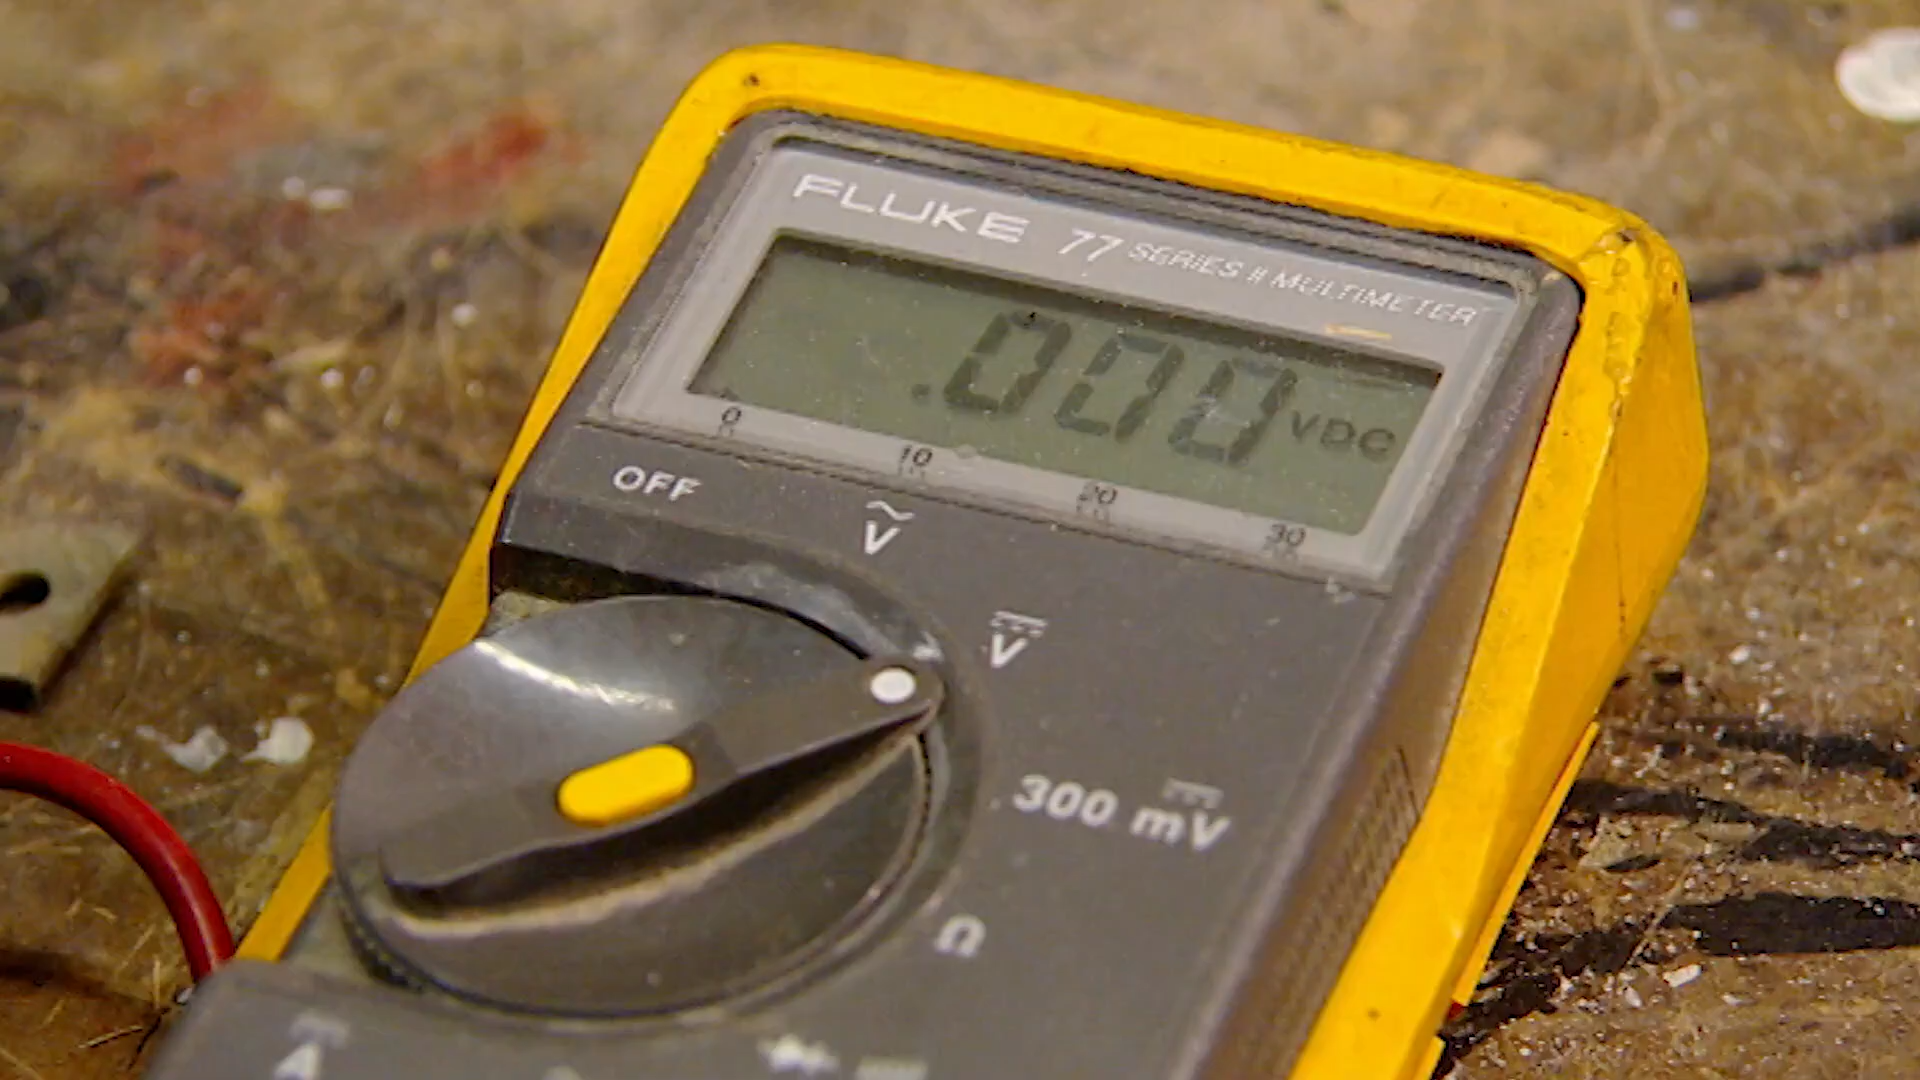 FLUKE 77 SERIES II MULTIMETER
.000 VDC
0 10 20 30
OFF
V
V
300 mV
Ω
A